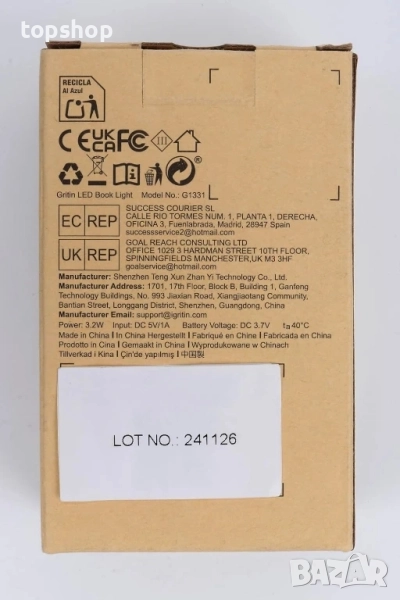 © topshop
RECICLA
Al Azul
CE UKCA FC III
Gritin LED Book Light Model No.: G1331
EC REP
SUCCESS COURIER SL
CALLE RIO TORMES NUM. 1, PLANTA 1, DERECHA,
OFICINA 3, Fuenlabrada, Madrid, 28947 Spain
successservice2@hotmail.com
UK REP
GOAL REACH CONSULTING LTD
OFFICE 1029 3 HARDMAN STREET 10TH FLOOR,
SPINNINGFIELDS MANCHESTER,UK M3 3HF
goalservice@hotmail.com
Manufacturer: Shenzhen Teng Xun Zhan Yi Technology Co., Ltd.
Manufacturer Address: 1701, 17th Floor, Block B, Building 1, Ganfeng
Technology Buildings, No. 993 Jiaxian Road, Xiangjiaotang Community,
Bantian Street, Longgang District, Shenzhen, Guangdong, China
Manufacturer Email: support@igritin.com
Power: 3.2W Input: DC 5V/1A Battery Voltage: DC 3.7V ta40°C
Made in China | In China Hergestellt | Fabriqué en Chine | Fabricada en China
Prodotto in Cina | Gemaakt in China | Wyprodukowane w Chinach
Tillverkad i Kina | Çin'de yapılmış | 中国製
LOT NO.: 241126
BAZAR